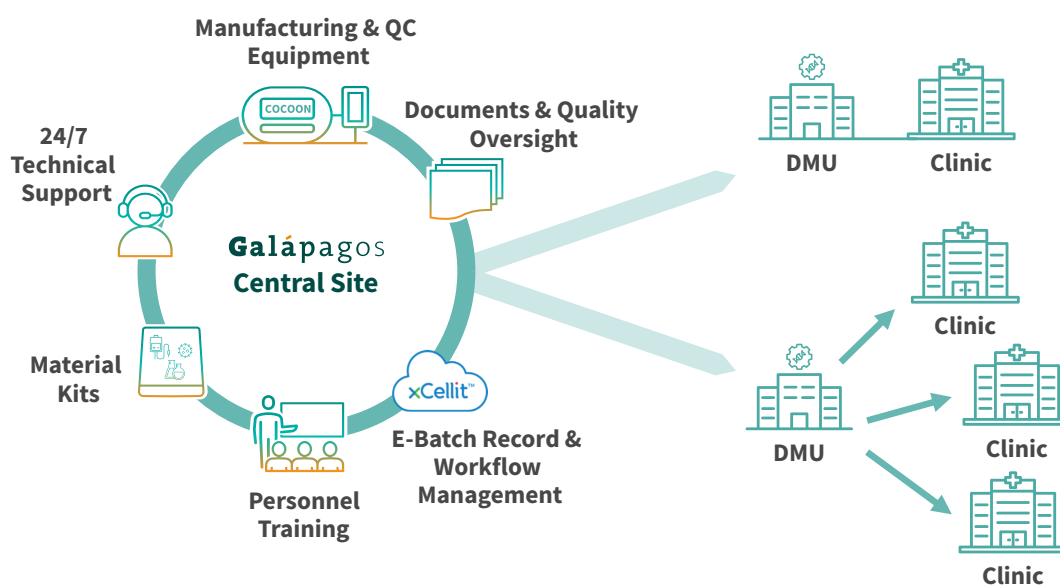 Manufacturing & QC
Equipment
COCOON
Documents & Quality
Oversight
24/7
Technical
Support
Galápagos
Central Site
Material
Kits
xCellit™
E-Batch Record &
Workflow
Management
Personnel
Training
DMU
Clinic
Clinic
DMU
Clinic
Clinic